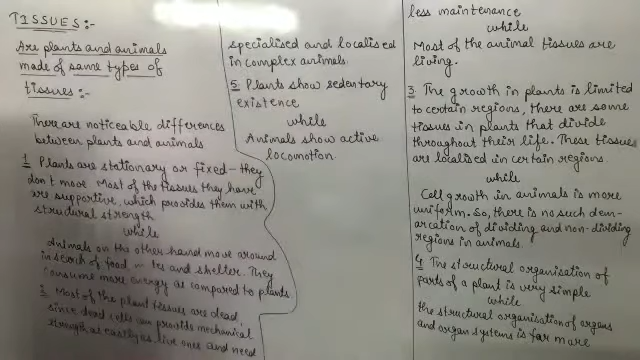 TISSUES:-
Are plants and animals
made of same types of
tissues:-
There are noticeable differences
between plants and animals
1 Plants are stationary or fixed - they
don't move. Most of the tissues they have
are supportive, which provides them with
structural strength
while
Animals on the other hand move around
in search of food and shelter. They
consume more energy as compared to plants
2 Most of the plant tissues are dead,
since dead cells can provide mechanical
strength as easily as live ones and need
less maintenance
while
Most of the animal tissues are
living.
3. The growth in plants is limited
to certain regions, there are some
tissues in plants that divide
throughout their life. These tissues
are localised in certain regions.
while
Cell growth in animals is more
uniform. So, there is no such dem-
arcation of dividing and non-dividing
regions in animals.
4 The structural organisation of
parts of a plant is very simple
while
the structural organisation of organs
and organ systems is far more
specialised and localised
in complex animals.
5 Plants show sedentary
existence
while
Animals show active
locomotion.